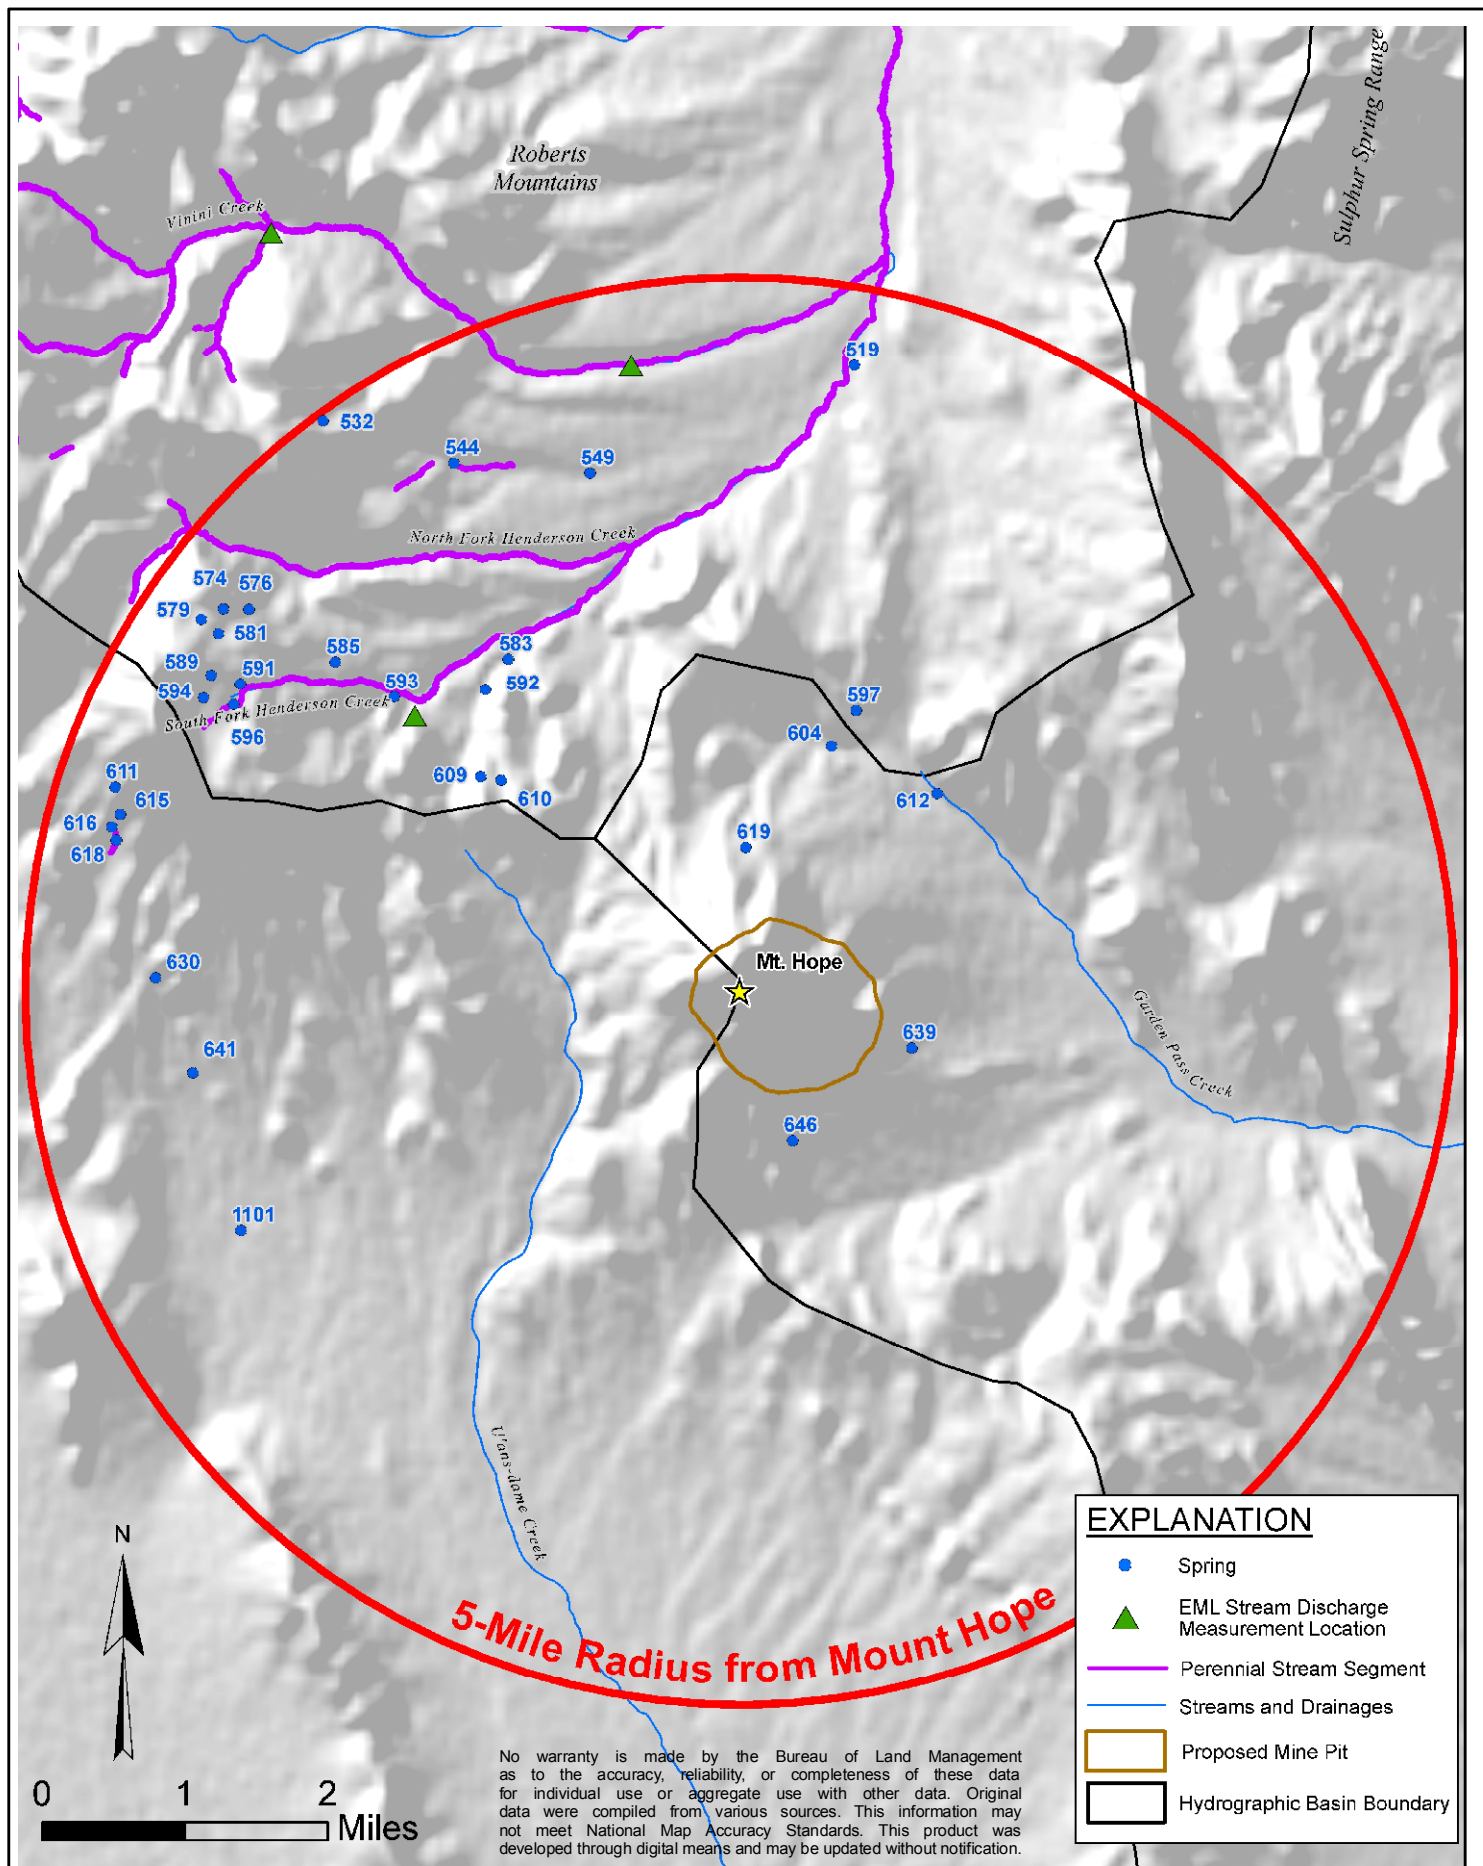 Roberts
Mountains
Sulphur Spring Range
Vinini Creek
519
532
544
549
North Fork Henderson Creek
574
576
579
581
585
583
589
591
593
592
594
South Fork Henderson Creek
596
597
604
609
610
611
612
615
616
618
619
630
Mt. Hope
Garden Pass Creek
639
641
646
1101
U'ans-dame Creek
5-Mile Radius from Mount Hope
N
0 1 2
Miles
No warranty is made by the Bureau of Land Management
as to the accuracy, reliability, or completeness of these data
for individual use or aggregate use with other data. Original
data were compiled from various sources. This information may
not meet National Map Accuracy Standards. This product was
developed through digital means and may be updated without notification.
EXPLANATION
Spring
EML Stream Discharge
Measurement Location
Perennial Stream Segment
Streams and Drainages
Proposed Mine Pit
Hydrographic Basin Boundary